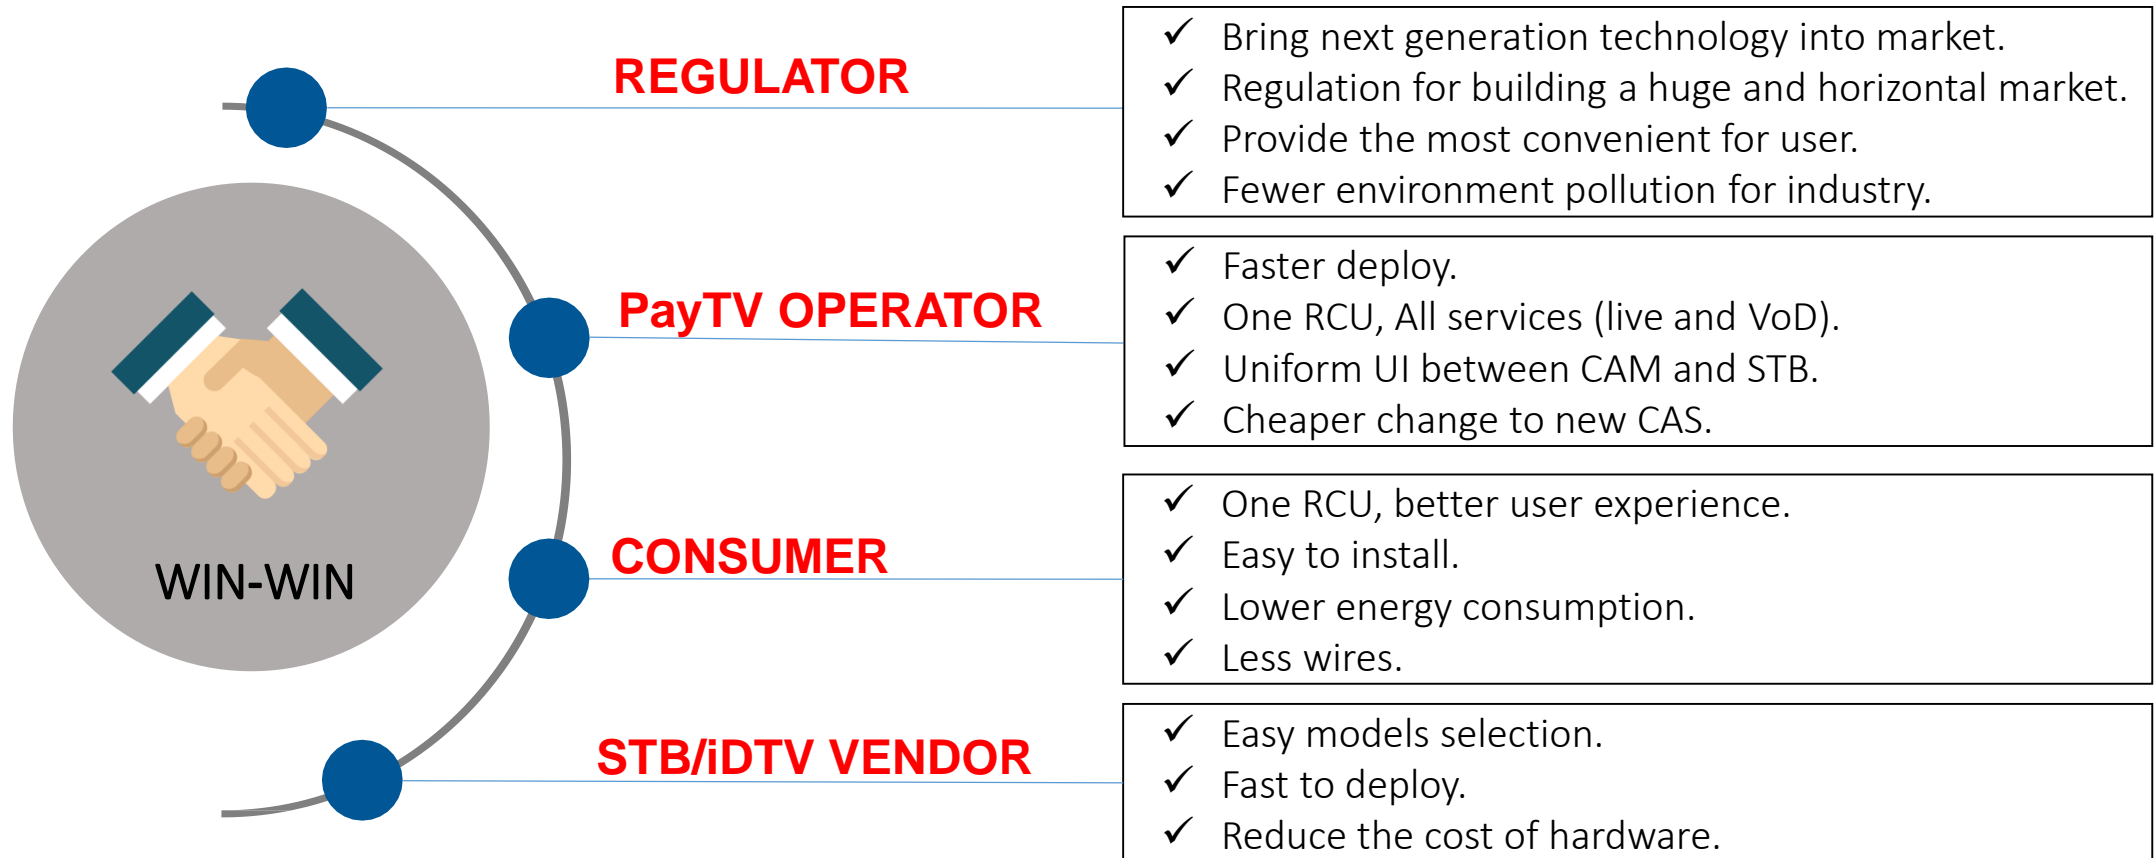 WIN-WIN
REGULATOR
✓ Bring next generation technology into market.
✓ Regulation for building a huge and horizontal market.
✓ Provide the most convenient for user.
✓ Fewer environment pollution for industry.
PayTV OPERATOR
✓ Faster deploy.
✓ One RCU, All services (live and VoD).
✓ Uniform UI between CAM and STB.
✓ Cheaper change to new CAS.
CONSUMER
✓ One RCU, better user experience.
✓ Easy to install.
✓ Lower energy consumption.
✓ Less wires.
STB/iDTV VENDOR
✓ Easy models selection.
✓ Fast to deploy.
✓ Reduce the cost of hardware.